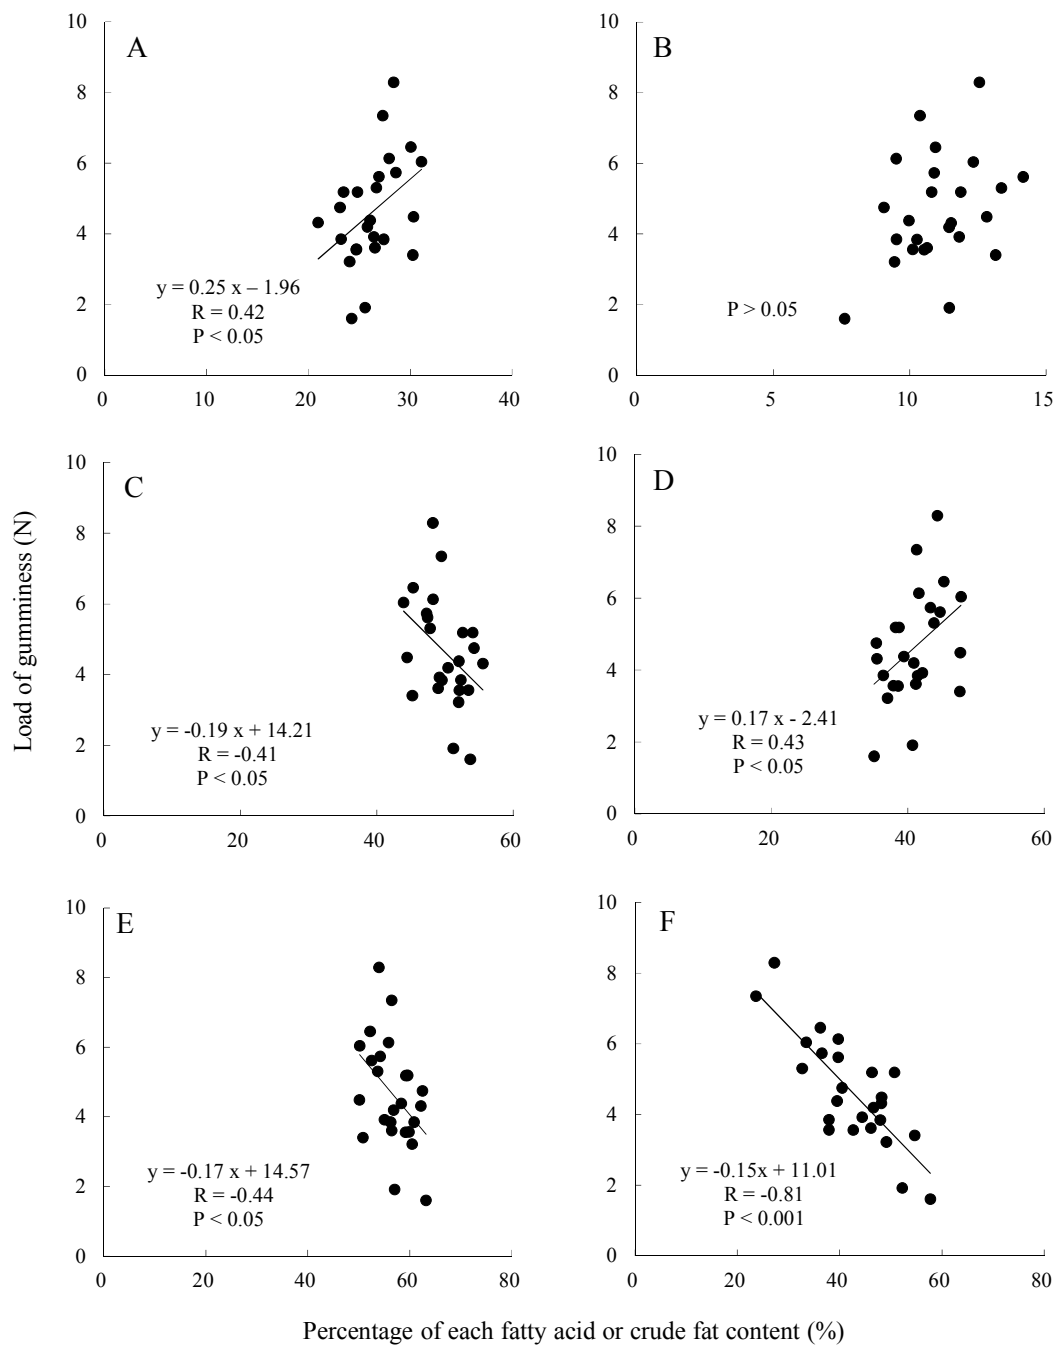 10
8
6
4
2
0
0
10
20
30
40
A
y = 0.25 x – 1.96
R = 0.42
P < 0.05
10
8
6
4
2
0
0
5
10
15
B
P > 0.05
10
8
6
4
2
0
0
20
40
60
C
y = -0.19 x + 14.21
R = -0.41
P < 0.05
10
8
6
4
2
0
0
20
40
60
D
y = 0.17 x - 2.41
R = 0.43
P < 0.05
10
8
6
4
2
0
0
20
40
60
80
E
y = -0.17 x + 14.57
R = -0.44
P < 0.05
10
8
6
4
2
0
0
20
40
60
80
F
y = -0.15x + 11.01
R = -0.81
P < 0.001
Load of gumminess (N)
Percentage of each fatty acid or crude fat content (%)